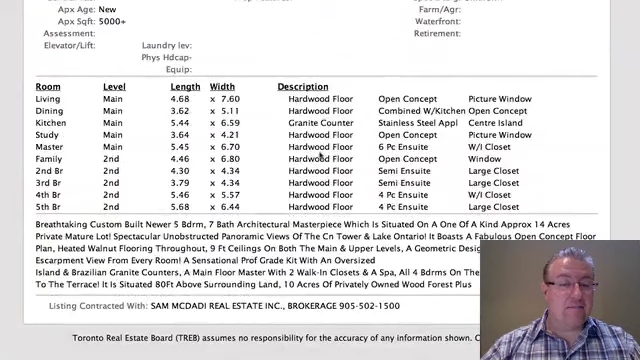 Apx Age: New
Farm/Agr:
Apx Sqft: 5000+
Waterfront:
Assessment:
Retirement:
Elevator/Lift:
Laundry lev:
Phys Hdcap-
Equip:
Room Level Length Width Description
Living Main 4.68 x 7.60 Hardwood Floor Open Concept Picture Window
Dining Main 3.62 x 5.11 Hardwood Floor Combined W/Kitchen Open Concept
Kitchen Main 5.44 x 6.59 Granite Counter Stainless Steel Appl Centre Island
Study Main 3.64 x 4.21 Hardwood Floor Open Concept Picture Window
Master Main 5.45 x 6.70 Hardwood Floor 6 Pc Ensuite W/I Closet
Family 2nd 4.46 x 6.80 Hardwood Floor Open Concept Window
2nd Br 2nd 4.30 x 4.34 Hardwood Floor Semi Ensuite Large Closet
3rd Br 2nd 3.79 x 4.34 Hardwood Floor Semi Ensuite Large Closet
4th Br 2nd 5.46 x 5.57 Hardwood Floor 4 Pc Ensuite W/I Closet
5th Br 2nd 5.68 x 6.44 Hardwood Floor 4 Pc Ensuite Large Closet
Breathtaking Custom Built Newer 5 Bdrm, 7 Bath Architectural Masterpiece Which Is Situated On A One Of A Kind Approx 14 Acres
Private Mature Lot! Spectacular Unobstructed Panoramic Views Of The Cn Tower & Lake Ontario! It Boasts A Fabulous Open Concept Floor
Plan, Heated Walnut Flooring Throughout, 9 Ft Ceilings On Both The Main & Upper Levels, A Geometric Desig
Escarpment View From Every Room! A Sensational Prof Grade Kit With An Oversized
Island & Brazilian Granite Counters, A Main Floor Master With 2 Walk-In Closets & A Spa, All 4 Bdrms On The
To The Terrace! It Is Situated 80Ft Above Surrounding Land, 10 Acres Of Privately Owned Wood Forest Plus
Listing Contracted With: SAM MCDADI REAL ESTATE INC., BROKERAGE 905-502-1500
Toronto Real Estate Board (TREB) assumes no responsibility for the accuracy of any information shown.